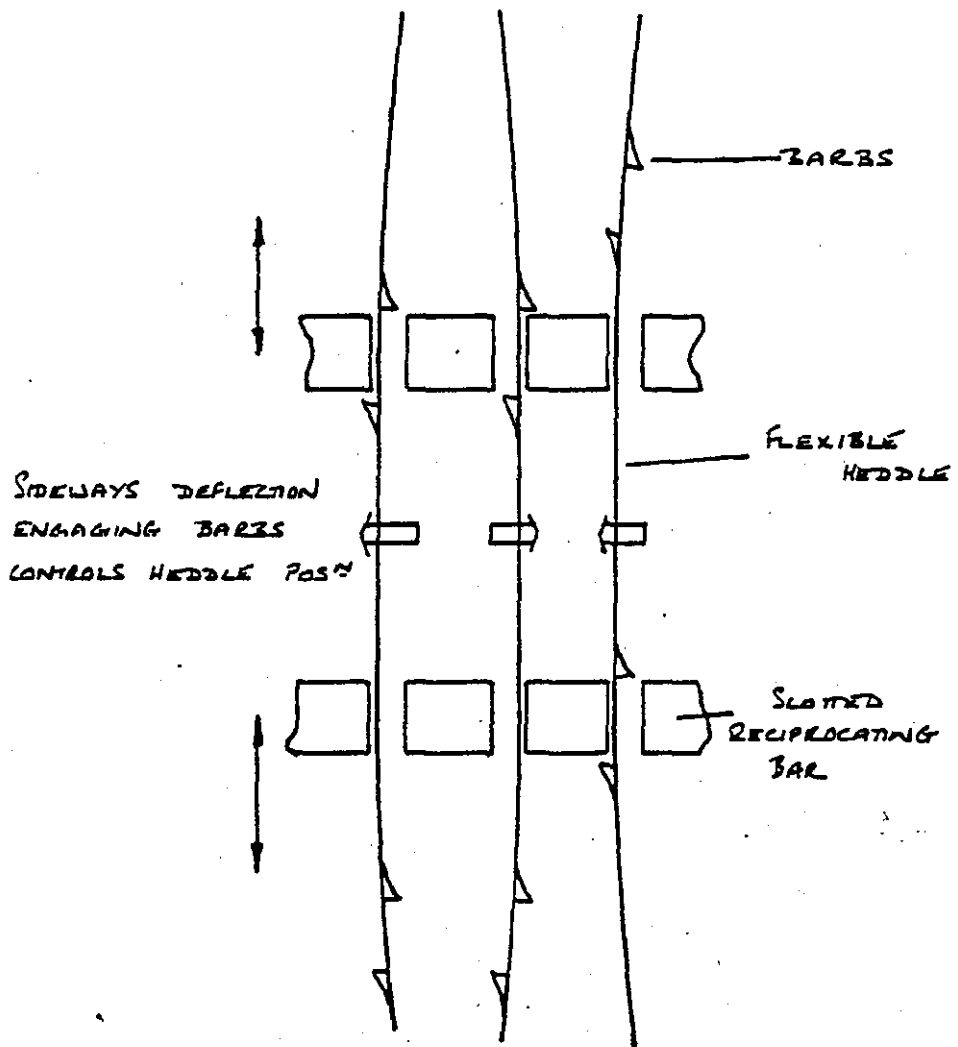 BARBS
FLEXIBLE
HEDDLE
SIDEWAYS DEFLECTION
ENGAGING BARBS
CONTROLS HEDDLE POSᴺ
SLOTTED
RECIPROCATING
BAR